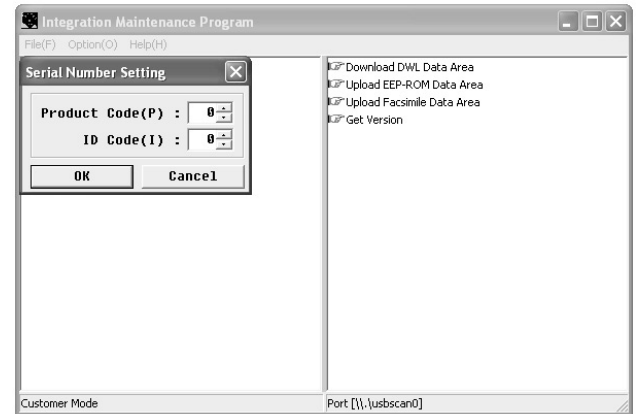 Integration Maintenance Program
File(F) Option(O) Help(H)
Serial Number Setting
Product Code(P) : 0
ID Code(I) : 0
OK Cancel
Download DWL Data Area
Upload EEP-ROM Data Area
Upload Facsimile Data Area
Get Version
Customer Mode
Port [\\.\usbscan0]